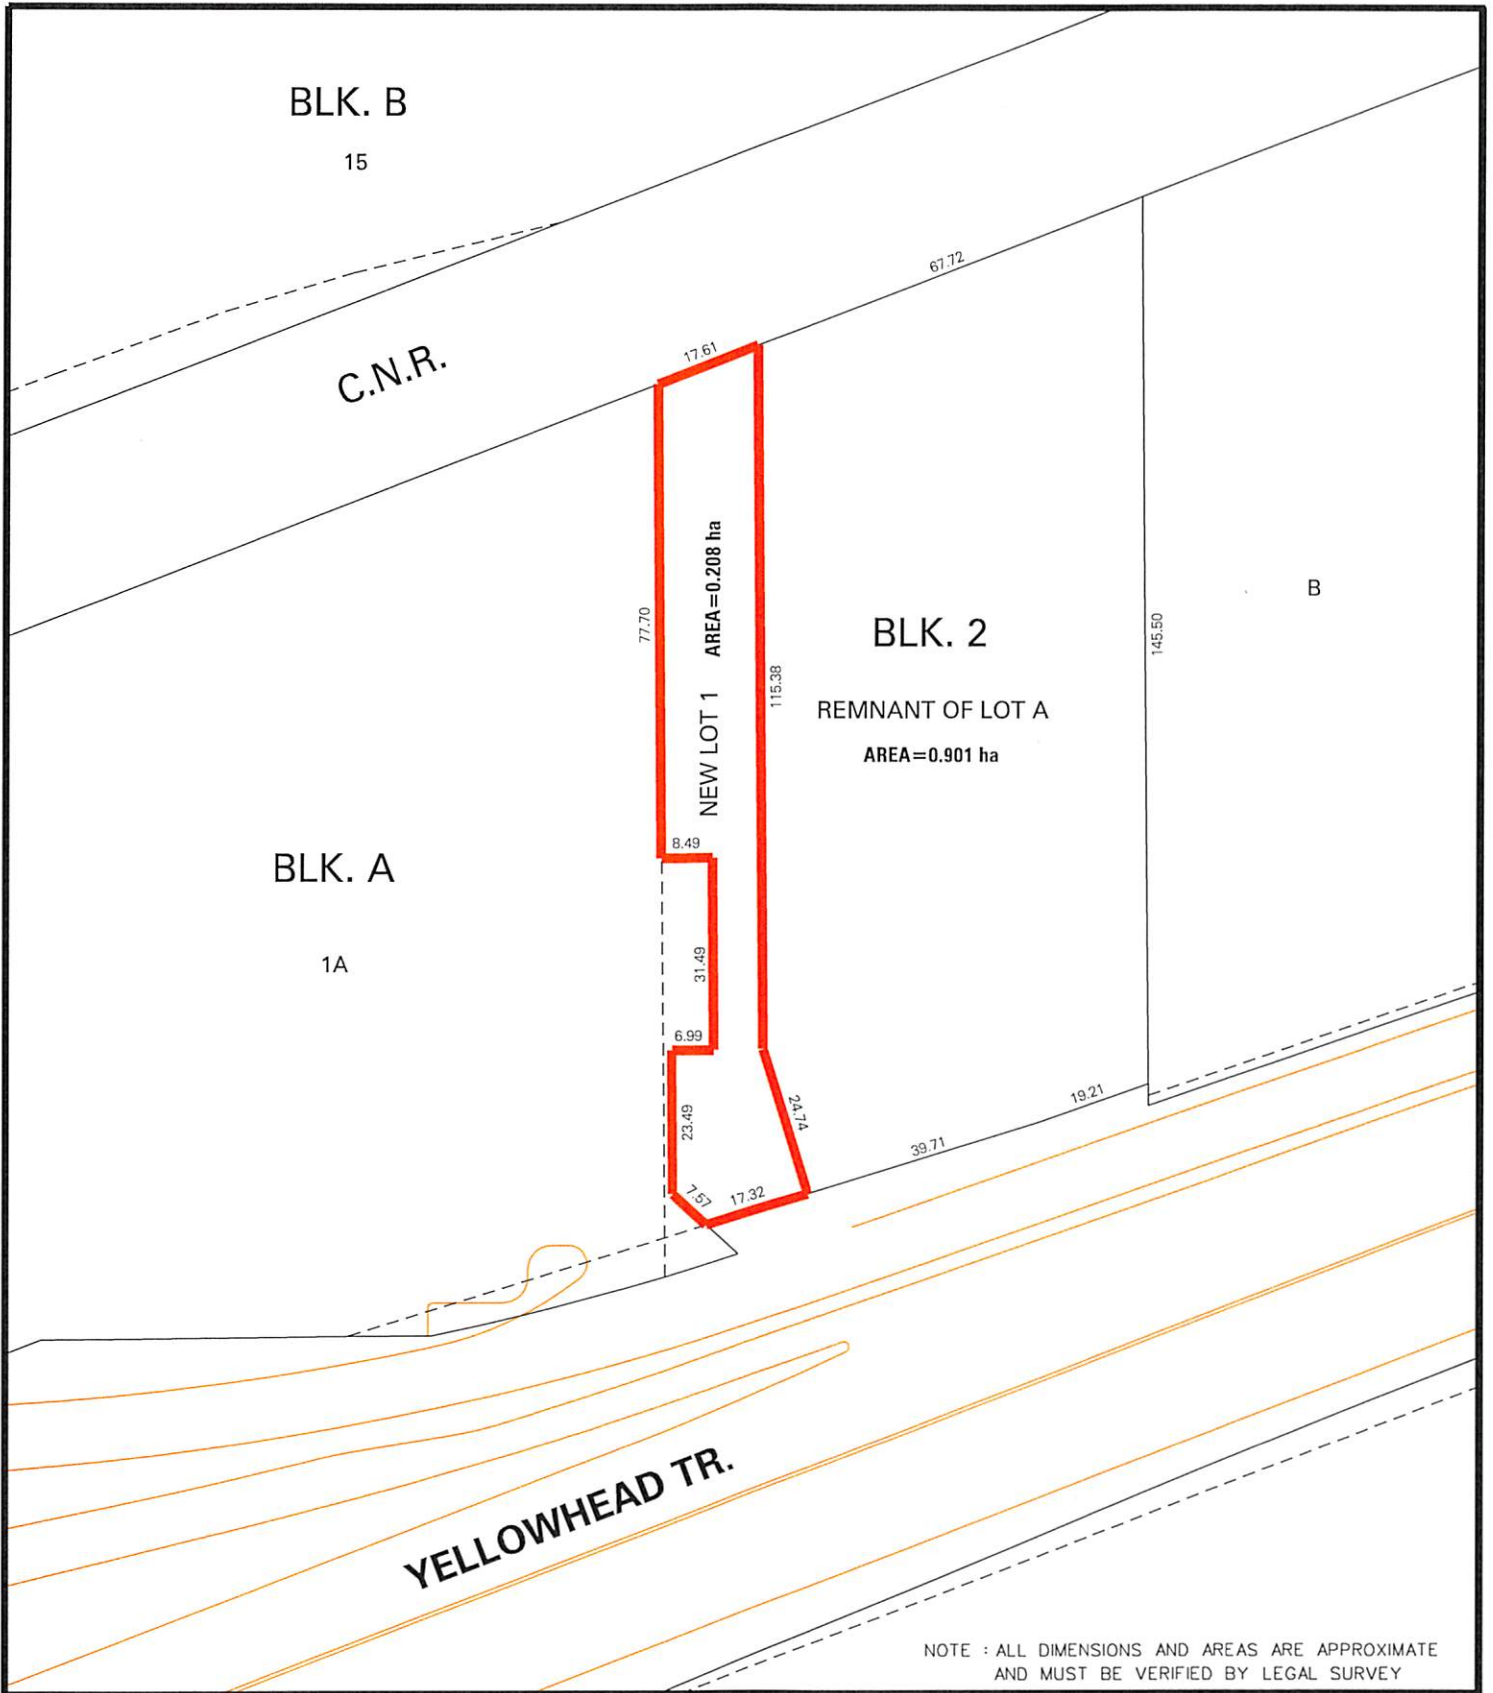 BLK. B
15
67.72
17.61
C.N.R.
AREA=0.208 ha
NEW LOT 1
77.70
115.38
BLK. 2
REMNANT OF LOT A
AREA=0.901 ha
145.50
B
8.49
BLK. A
1A
31.49
6.99
23.49
24.74
19.21
39.71
7.57
17.32
YELLOWHEAD TR.
NOTE : ALL DIMENSIONS AND AREAS ARE APPROXIMATE
AND MUST BE VERIFIED BY LEGAL SURVEY